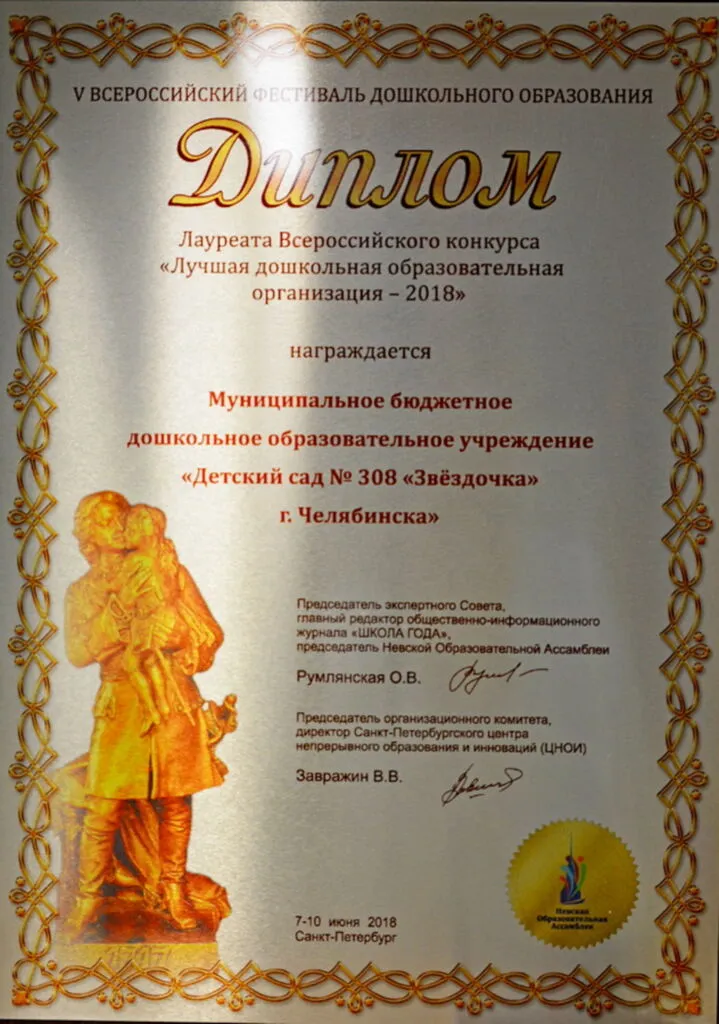 V ВСЕРОССИЙСКИЙ ФЕСТИВАЛЬ ДОШКОЛЬНОГО ОБРАЗОВАНИЯ
Диплом
Лауреата Всероссийского конкурса
«Лучшая дошкольная образовательная
организация – 2018»
награждается
Муниципальное бюджетное
дошкольное образовательное учреждение
«Детский сад № 308 «Звёздочка»
г. Челябинска»
Председатель экспертного Совета,
главный редактор общественно-информационного
журнала «ШКОЛА ГОДА»,
председатель Невской Образовательной Ассамблеи
Румлянская О.В.
Председатель организационного комитета,
директор Санкт-Петербургского центра
непрерывного образования и инноваций (ЦНОИ)
Завражин В.В.
Невская
Образовательная
Ассамблея
7-10 июня 2018
Санкт-Петербург